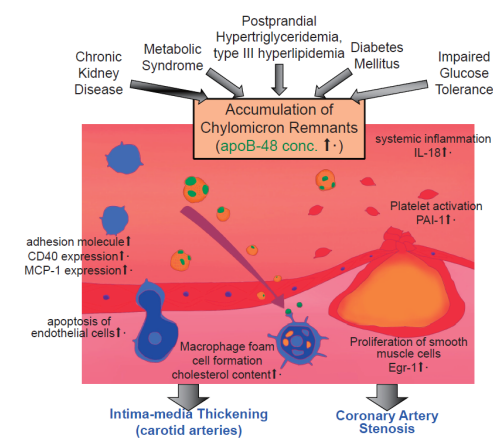 Postprandial
Hypertriglyceridemia,
type III hyperlipidemia
Chronic
Kidney
Disease
Metabolic
Syndrome
Diabetes
Mellitus
Impaired
Glucose
Tolerance
Accumulation of
Chylomicron Remnants
(apoB-48 conc. ⬆·)
systemic inflammation
IL-18⬆·
Platelet activation
PAI-1⬆·
adhesion molecule⬆
CD40 expression⬆·
MCP-1 expression⬆·
apoptosis of
endothelial cells⬆·
Macrophage foam
cell formation
cholesterol content⬆·
Proliferation of smooth
muscle cells
Egr-1⬆·
Intima-media Thickening
(carotid arteries)
Coronary Artery
Stenosis